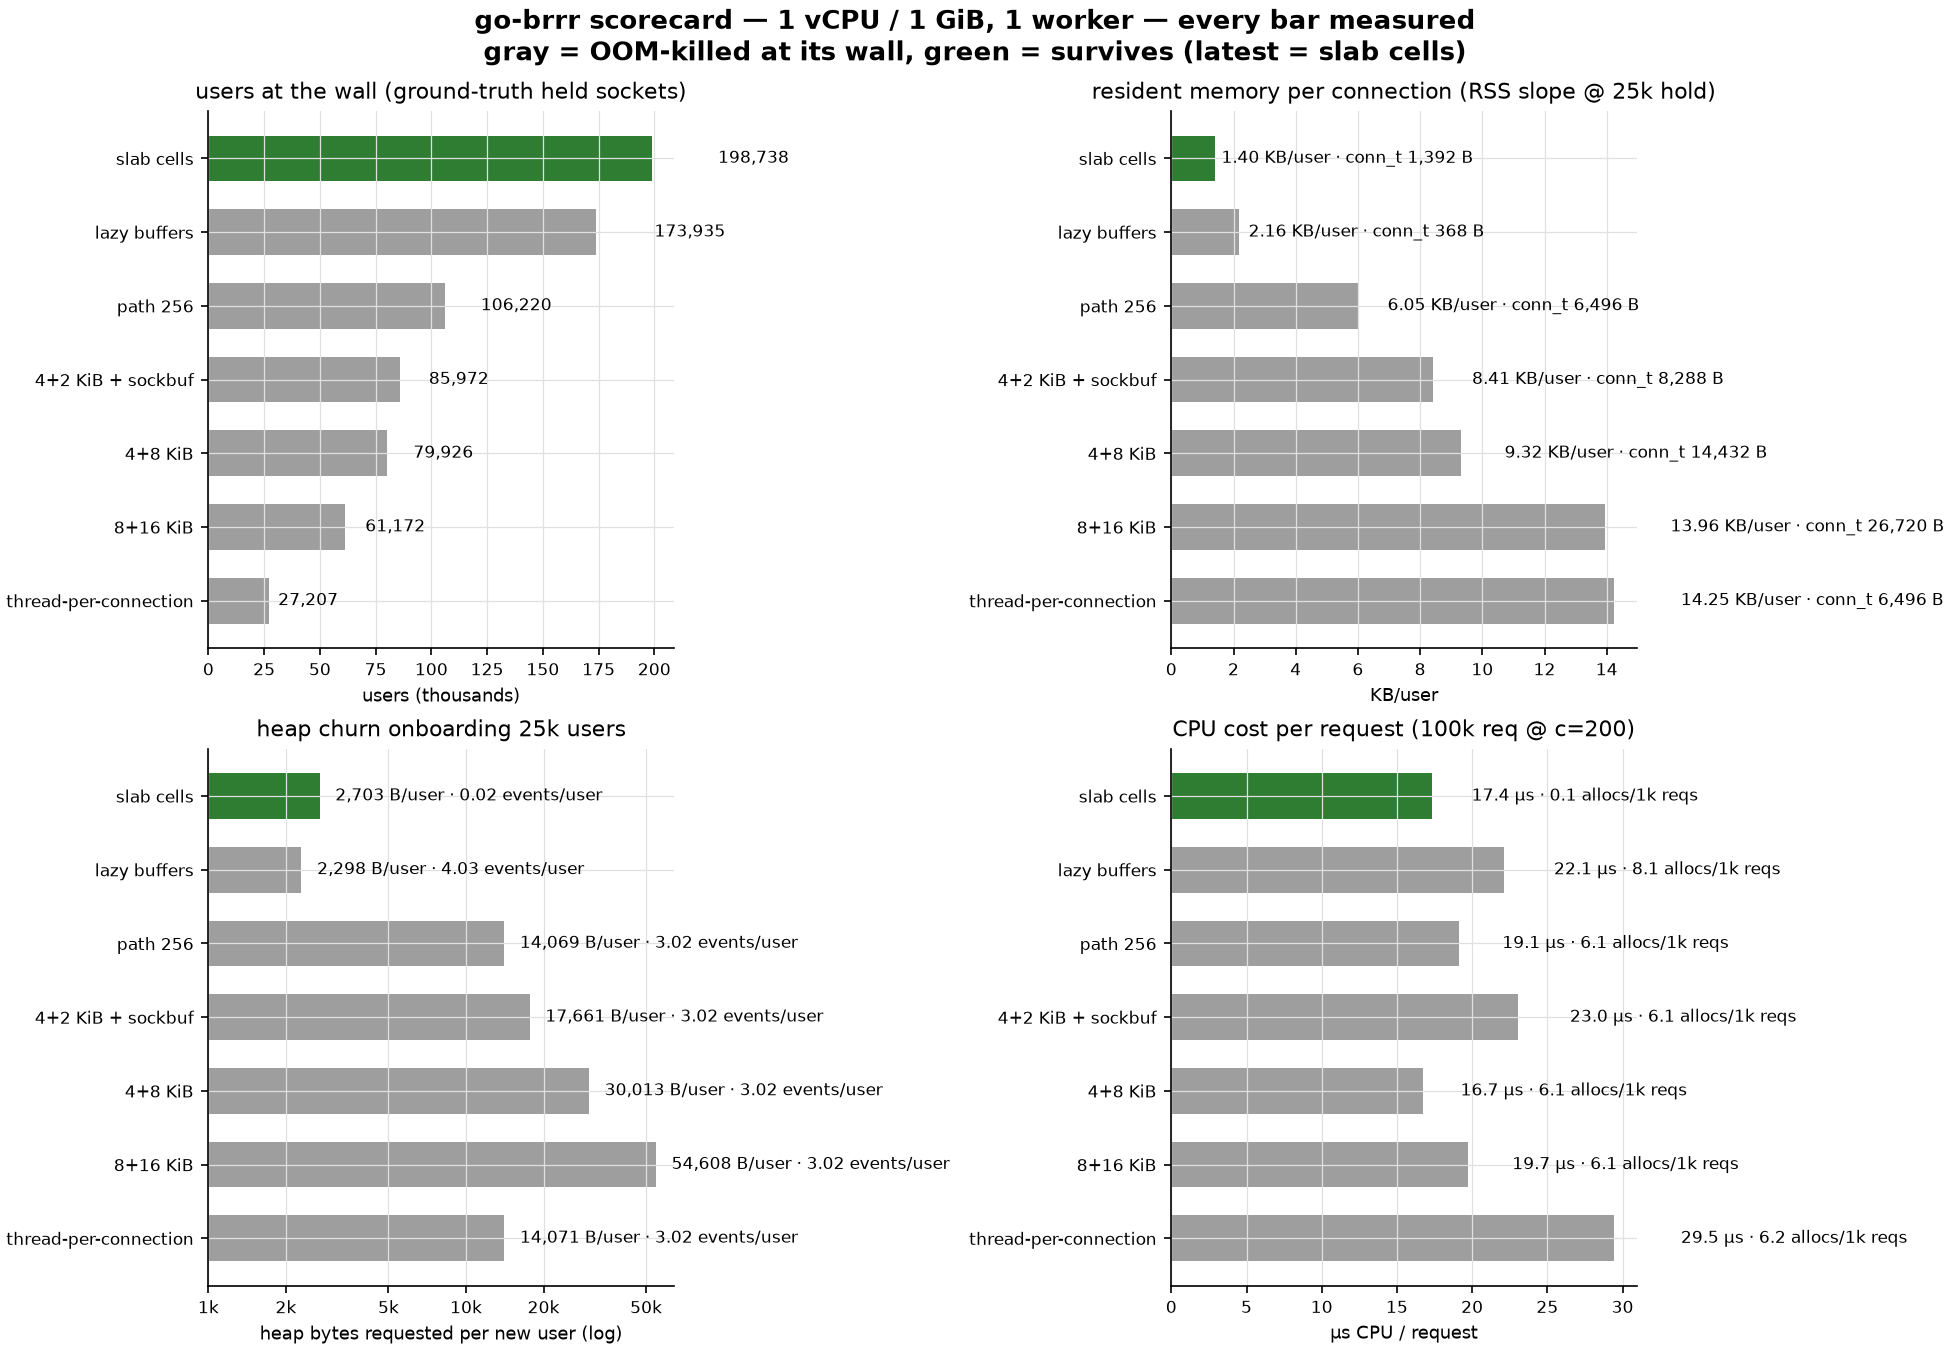 go-brrr scorecard — 1 vCPU / 1 GiB, 1 worker — every bar measured
gray = OOM-killed at its wall, green = survives (latest = slab cells)
users at the wall (ground-truth held sockets)
slab cells
198,738
lazy buffers
173,935
path 256
106,220
4+2 KiB + sockbuf
85,972
4+8 KiB
79,926
8+16 KiB
61,172
thread-per-connection
27,207
0 25 50 75 100 125 150 175 200
users (thousands)
resident memory per connection (RSS slope @ 25k hold)
slab cells
1.40 KB/user · conn_t 1,392 B
lazy buffers
2.16 KB/user · conn_t 368 B
path 256
6.05 KB/user · conn_t 6,496 B
4+2 KiB + sockbuf
8.41 KB/user · conn_t 8,288 B
4+8 KiB
9.32 KB/user · conn_t 14,432 B
8+16 KiB
13.96 KB/user · conn_t 26,720 B
thread-per-connection
14.25 KB/user · conn_t 6,496 B
0 2 4 6 8 10 12 14
KB/user
heap churn onboarding 25k users
slab cells
2,703 B/user · 0.02 events/user
lazy buffers
2,298 B/user · 4.03 events/user
path 256
14,069 B/user · 3.02 events/user
4+2 KiB + sockbuf
17,661 B/user · 3.02 events/user
4+8 KiB
30,013 B/user · 3.02 events/user
8+16 KiB
54,608 B/user · 3.02 events/user
thread-per-connection
14,071 B/user · 3.02 events/user
1k 2k 5k 10k 20k 50k
heap bytes requested per new user (log)
CPU cost per request (100k req @ c=200)
slab cells
17.4 µs · 0.1 allocs/1k reqs
lazy buffers
22.1 µs · 8.1 allocs/1k reqs
path 256
19.1 µs · 6.1 allocs/1k reqs
4+2 KiB + sockbuf
23.0 µs · 6.1 allocs/1k reqs
4+8 KiB
16.7 µs · 6.1 allocs/1k reqs
8+16 KiB
19.7 µs · 6.1 allocs/1k reqs
thread-per-connection
29.5 µs · 6.2 allocs/1k reqs
0 5 10 15 20 25 30
µs CPU / request